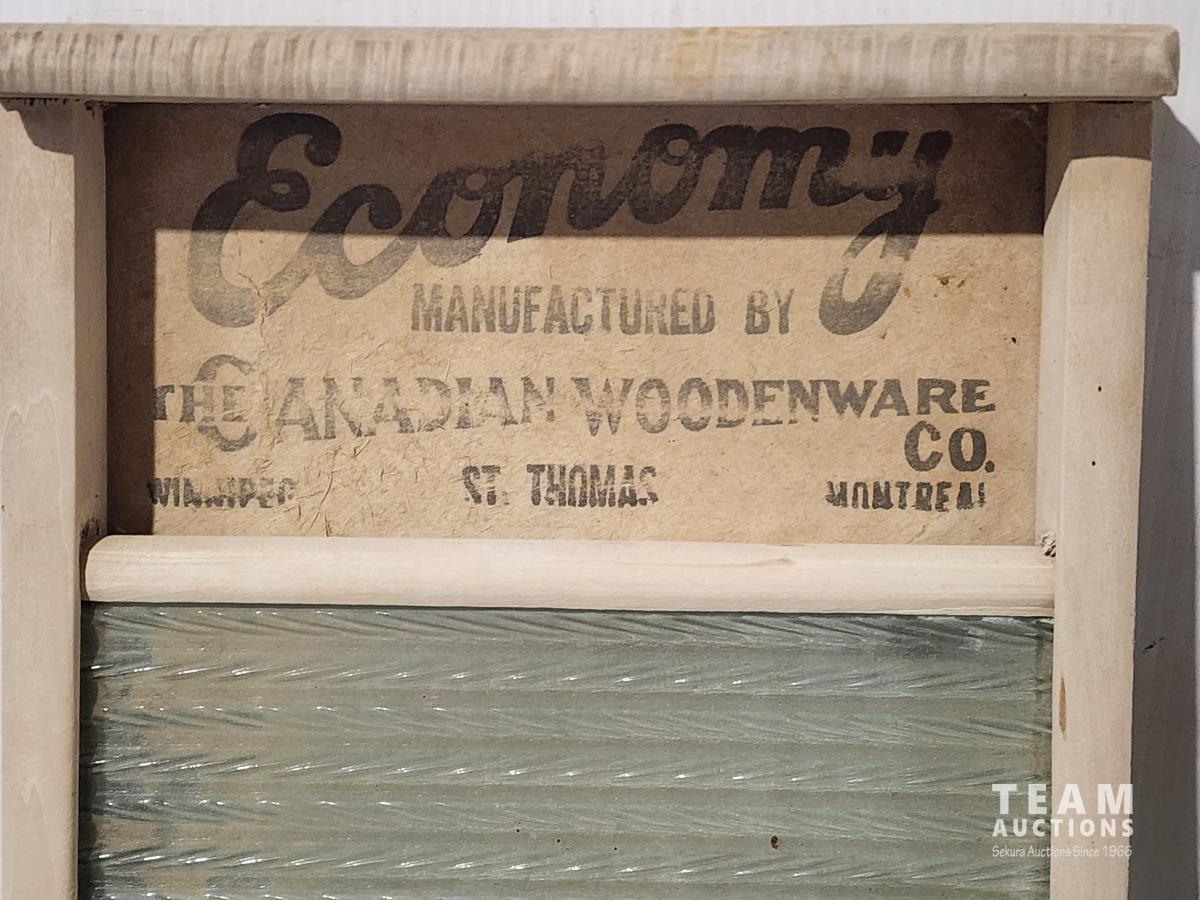 Economy
MANUFACTURED BY
THE CANADIAN WOODENWARE
CO.
WINNIPEG ST. THOMAS MONTREAL
TEAM
AUCTIONS
Sekura Auctions Since 1966